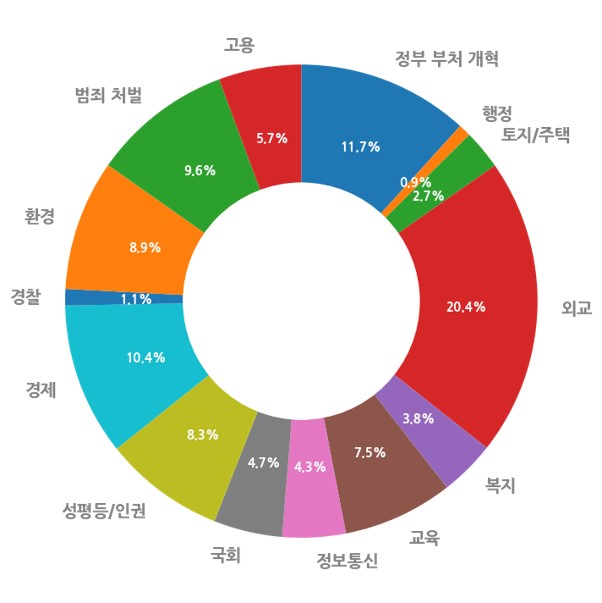 고용
정부 부처 개혁
범죄 처벌
행정
토지/주택
5.7%
11.7%
9.6%
0.9%
2.7%
환경
8.9%
경찰
1.1%
20.4%
외교
경제
10.4%
3.8%
8.3%
7.5%
4.7%
4.3%
복지
성평등/인권
교육
국회
정보통신